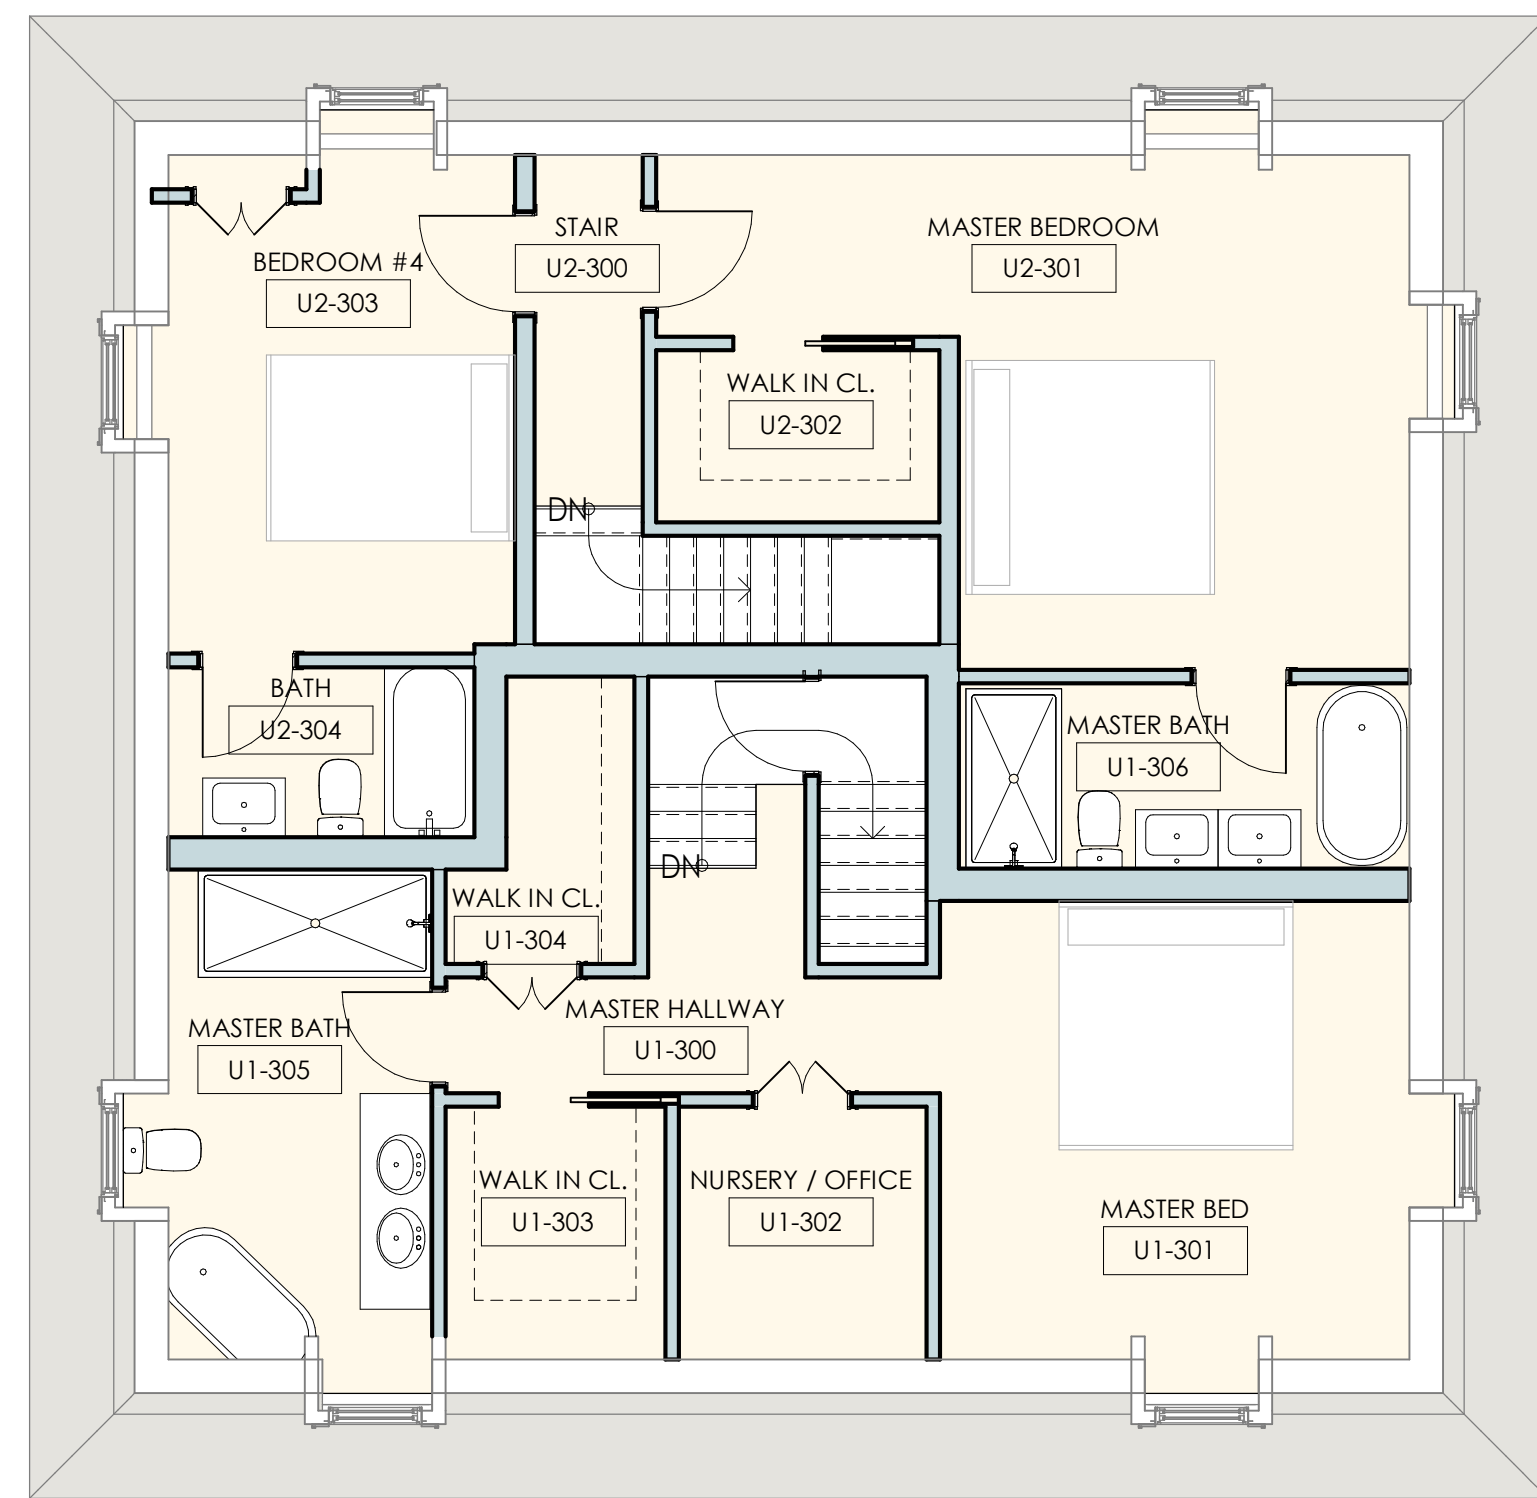 STAIR
U2-300
MASTER BEDROOM
U2-301
BEDROOM #4
U2-303
WALK IN CL.
U2-302
DN
BATH
U2-304
MASTER BATH
U1-306
DN
WALK IN CL.
U1-304
MASTER HALLWAY
U1-300
MASTER BATH
U1-305
WALK IN CL.
U1-303
NURSERY / OFFICE
U1-302
MASTER BED
U1-301